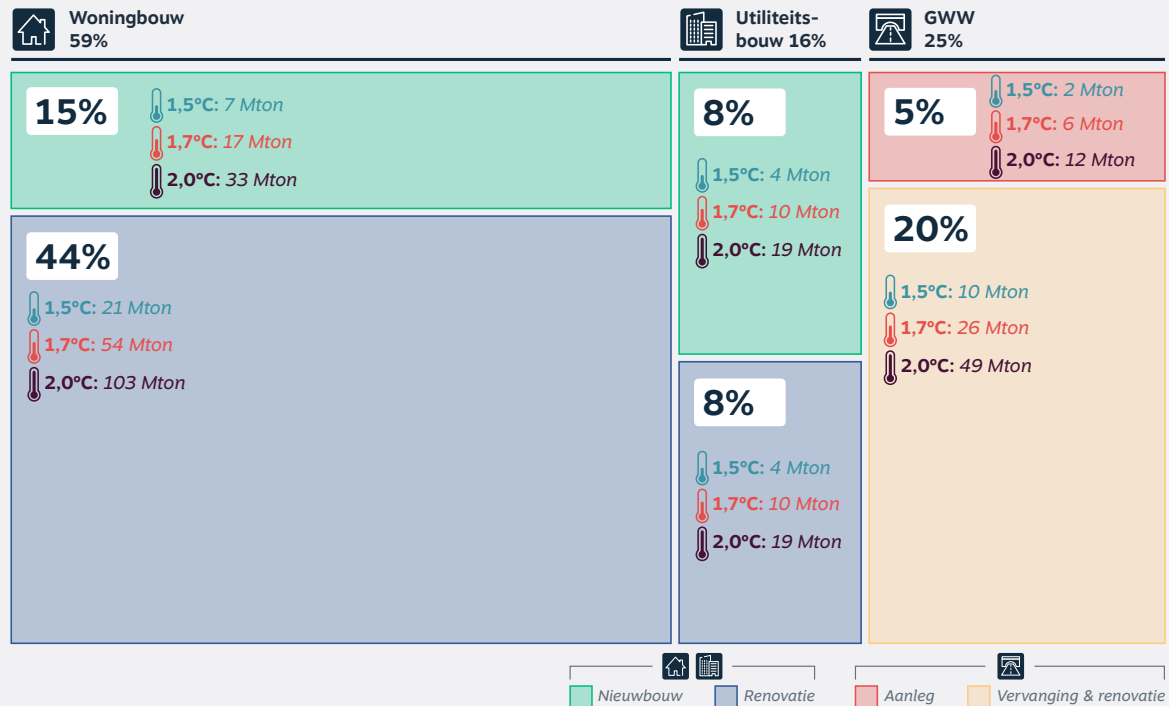 Woningbouw
59%
15%
1,5°C: 7 Mton
1,7°C: 17 Mton
2,0°C: 33 Mton
44%
1,5°C: 21 Mton
1,7°C: 54 Mton
2,0°C: 103 Mton
Utiliteits-
bouw 16%
8%
1,5°C: 4 Mton
1,7°C: 10 Mton
2,0°C: 19 Mton
8%
1,5°C: 4 Mton
1,7°C: 10 Mton
2,0°C: 19 Mton
GWW
25%
5%
1,5°C: 2 Mton
1,7°C: 6 Mton
2,0°C: 12 Mton
20%
1,5°C: 10 Mton
1,7°C: 26 Mton
2,0°C: 49 Mton
Nieuwbouw
Renovatie
Aanleg
Vervanging & renovatie